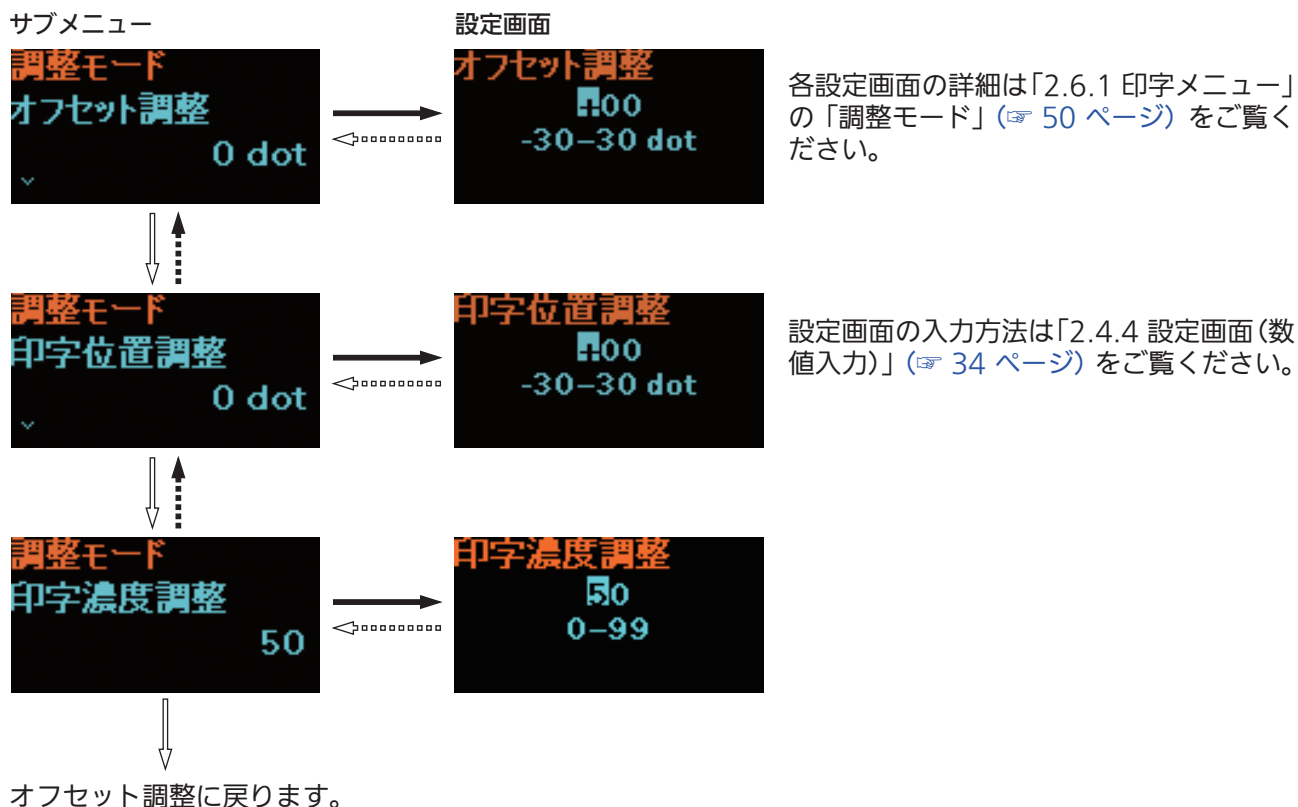 サブメニュー
設定画面
調整モード
オフセット調整
0 dot
オフセット調整
+00
-30–30 dot
各設定画面の詳細は「2.6.1 印字メニュー」
の「調整モード」(☞ 50 ページ) をご覧く
ださい。
調整モード
印字位置調整
0 dot
印字位置調整
+00
-30–30 dot
設定画面の入力方法は「2.4.4 設定画面(数
値入力)」(☞ 34 ページ) をご覧ください。
調整モード
印字濃度調整
50
印字濃度調整
50
0–99
オフセット調整に戻ります。